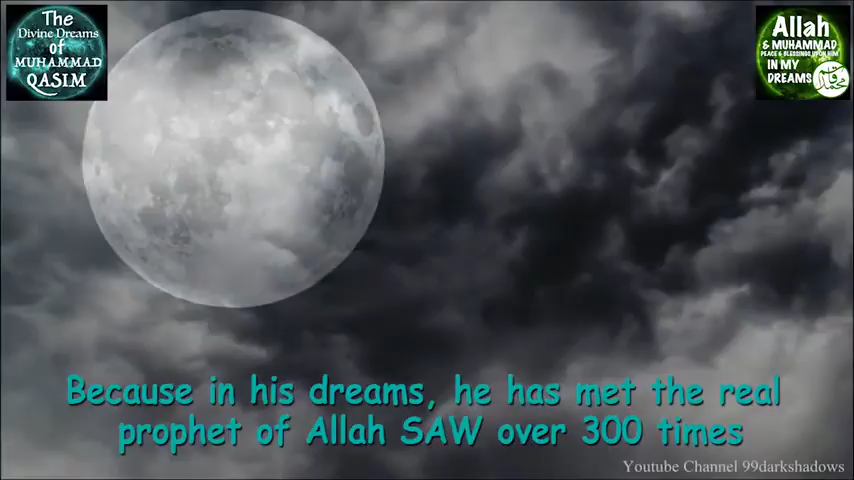 The
Divine Dreams
of
MUHAMMAD
QASIM
Allah
& MUHAMMAD
PEACE & BLESSINGS UPON HIM
IN MY
DREAMS
Because in his dreams, he has met the real
prophet of Allah SAW over 300 times
Youtube Channel 99darkshadows